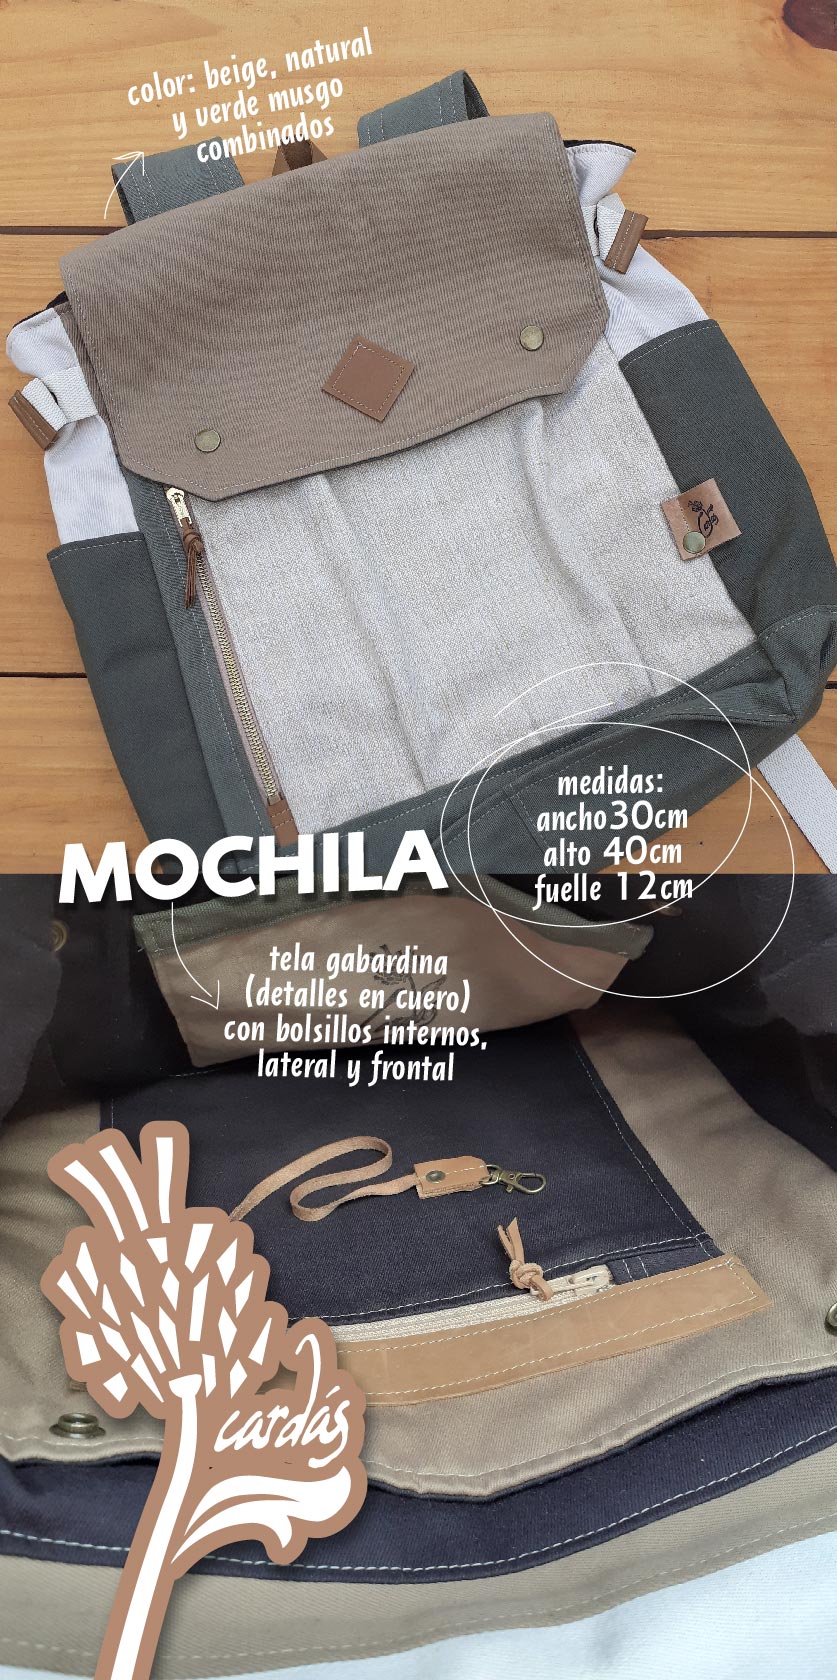 color: beige, natural
y verde musgo
combinados
MOCHILA
medidas:
ancho30cm
alto 40cm
fuelle 12cm
tela gabardina
(detalles en cuero)
con bolsillos internos,
lateral y frontal
cardás